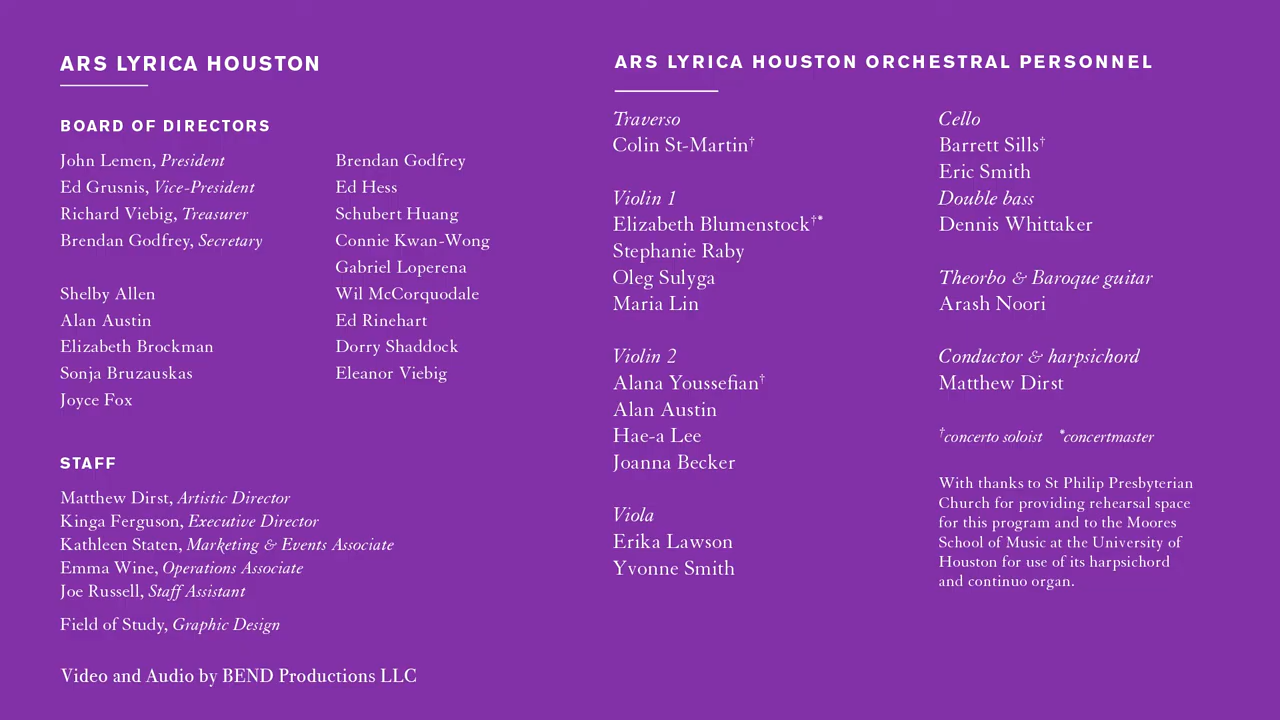 ARS LYRICA HOUSTON
BOARD OF DIRECTORS
John Lemen, President
Ed Grusnis, Vice-President
Richard Viebig, Treasurer
Brendan Godfrey, Secretary
Shelby Allen
Alan Austin
Elizabeth Brockman
Sonja Bruzauskas
Joyce Fox
Brendan Godfrey
Ed Hess
Schubert Huang
Connie Kwan-Wong
Gabriel Loperena
Wil McCorquodale
Ed Rinehart
Dorry Shaddock
Eleanor Viebig
STAFF
Matthew Dirst, Artistic Director
Kinga Ferguson, Executive Director
Kathleen Staten, Marketing & Events Associate
Emma Wine, Operations Associate
Joe Russell, Staff Assistant
Field of Study, Graphic Design
Video and Audio by BEND Productions LLC
ARS LYRICA HOUSTON ORCHESTRAL PERSONNEL
Traverso
Colin St-Martin†
Violin 1
Elizabeth Blumenstock†*
Stephanie Raby
Oleg Sulyga
Maria Lin
Violin 2
Alana Youssefian†
Alan Austin
Hae-a Lee
Joanna Becker
Viola
Erika Lawson
Yvonne Smith
Cello
Barrett Sills†
Eric Smith
Double bass
Dennis Whittaker
Theorbo & Baroque guitar
Arash Noori
Conductor & harpsichord
Matthew Dirst
†concerto soloist *concertmaster
With thanks to St Philip Presbyterian
Church for providing rehearsal space
for this program and to the Moores
School of Music at the University of
Houston for use of its harpsichord
and continuo organ.